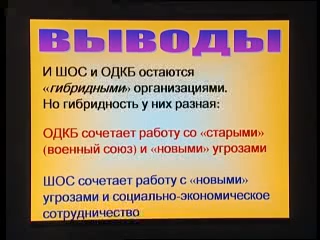 ВЫВОДЫ
И ШОС и ОДКБ остаются
«гибридными» организациями.
Но гибридность у них разная:
ОДКБ сочетает работу со «старыми»
(военный союз) и «новыми» угрозами
ШОС сочетает работу с «новыми»
угрозами и социально-экономическое
сотрудничество